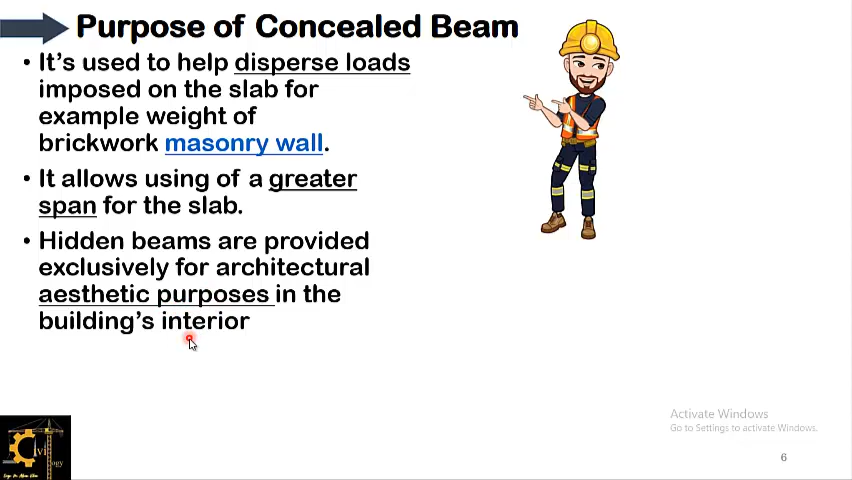 Purpose of Concealed Beam
• It's used to help disperse loads
imposed on the slab for
example weight of
brickwork masonry wall.
• It allows using of a greater
span for the slab.
• Hidden beams are provided
exclusively for architectural
aesthetic purposes in the
building's interior
Activate Windows
Go to Settings to activate Windows.
6
Civi
logy